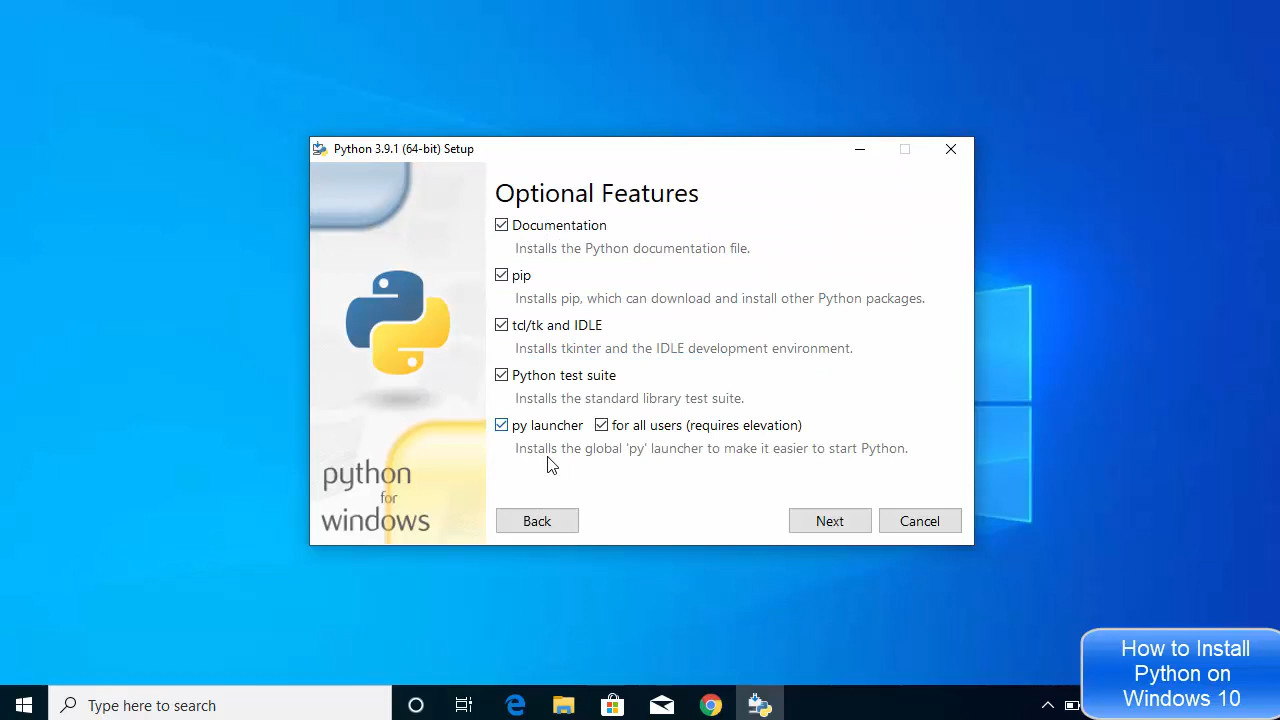 Python 3.9.1 (64-bit) Setup
Optional Features
Documentation
Installs the Python documentation file.
pip
Installs pip, which can download and install other Python packages.
tcl/tk and IDLE
Installs tkinter and the IDLE development environment.
Python test suite
Installs the standard library test suite.
py launcher for all users (requires elevation)
Installs the global 'py' launcher to make it easier to start Python.
python
for
windows
Back Next Cancel
Type here to search
How to Install
Python on
Windows 10